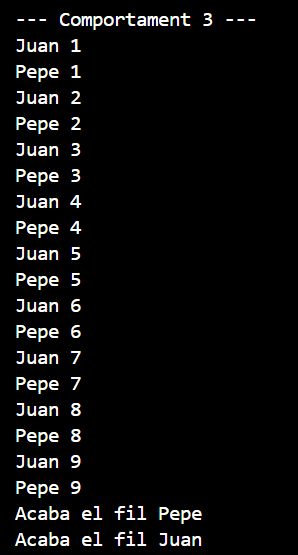 --- Comportament 3 ---
Juan 1
Pepe 1
Juan 2
Pepe 2
Juan 3
Pepe 3
Juan 4
Pepe 4
Juan 5
Pepe 5
Juan 6
Pepe 6
Juan 7
Pepe 7
Juan 8
Pepe 8
Juan 9
Pepe 9
Acaba el fil Pepe
Acaba el fil Juan